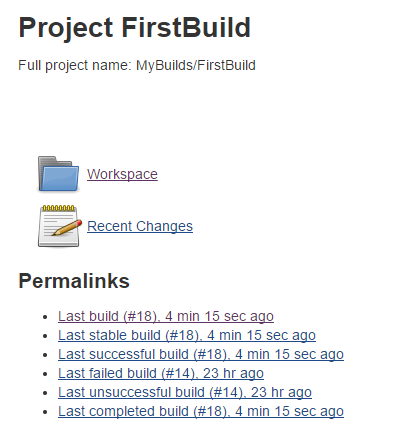 Project FirstBuild
Full project name: MyBuilds/FirstBuild
Workspace
Recent Changes
Permalinks
Last build (#18), 4 min 15 sec ago
Last stable build (#18), 4 min 15 sec ago
Last successful build (#18), 4 min 15 sec ago
Last failed build (#14), 23 hr ago
Last unsuccessful build (#14), 23 hr ago
Last completed build (#18), 4 min 15 sec ago